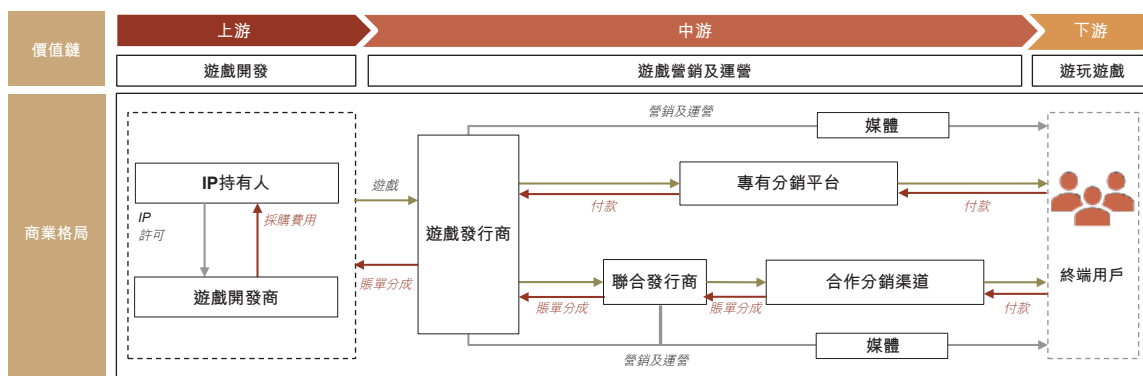 價值鏈
上游
中游
下游
遊戲開發
遊戲營銷及運營
遊玩遊戲
商業格局
IP持有人
IP
許可
採購費用
遊戲開發商
遊戲
賬單分成
遊戲發行商
營銷及運營
媒體
專有分銷平台
付款
付款
聯合發行商
合作分銷渠道
賬單分成
賬單分成
付款
營銷及運營
媒體
終端用戶